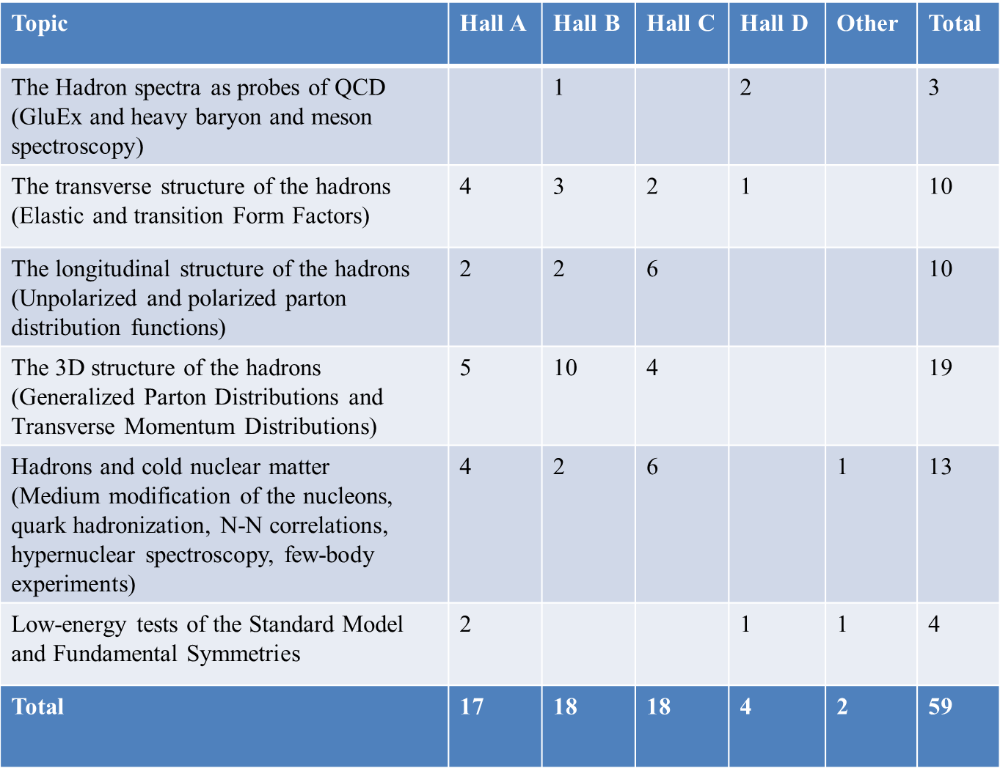 Topic Hall A Hall B Hall C Hall D Other Total
The Hadron spectra as probes of QCD 1 2 3
(GluEx and heavy baryon and meson
spectroscopy)
The transverse structure of the hadrons 4 3 2 1 10
(Elastic and transition Form Factors)
The longitudinal structure of the hadrons 2 2 6 10
(Unpolarized and polarized parton
distribution functions)
The 3D structure of the hadrons 5 10 4 19
(Generalized Parton Distributions and
Transverse Momentum Distributions)
Hadrons and cold nuclear matter 4 2 6 1 13
(Medium modification of the nucleons,
quark hadronization, N-N correlations,
hypernuclear spectroscopy, few-body
experiments)
Low-energy tests of the Standard Model 2 1 1 4
and Fundamental Symmetries
Total 17 18 18 4 2 59